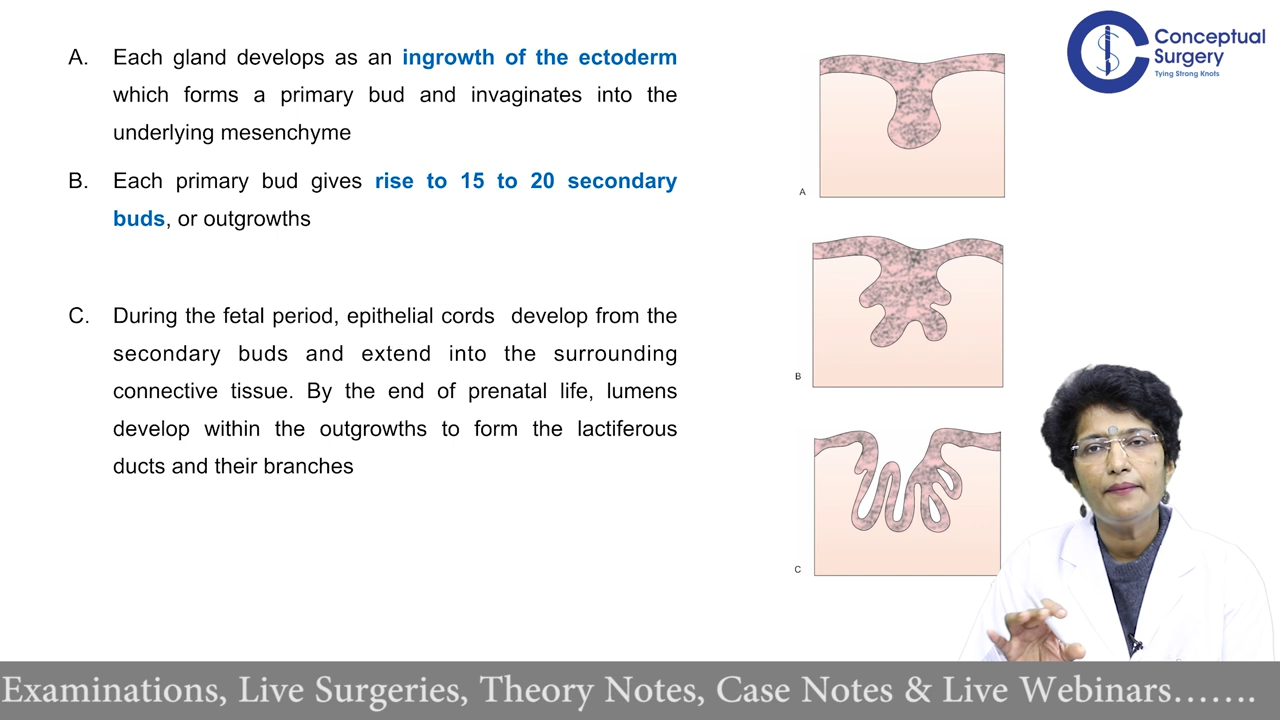 A. Each gland develops as an ingrowth of the ectoderm
which forms a primary bud and invaginates into the
underlying mesenchyme
B. Each primary bud gives rise to 15 to 20 secondary
buds, or outgrowths
C. During the fetal period, epithelial cords develop from the
secondary buds and extend into the surrounding
connective tissue. By the end of prenatal life, lumens
develop within the outgrowths to form the lactiferous
ducts and their branches
A
B
C
Conceptual
Surgery
Tying Strong Knots
Examinations, Live Surgeries, Theory Notes, Case Notes & Live Webinars.......